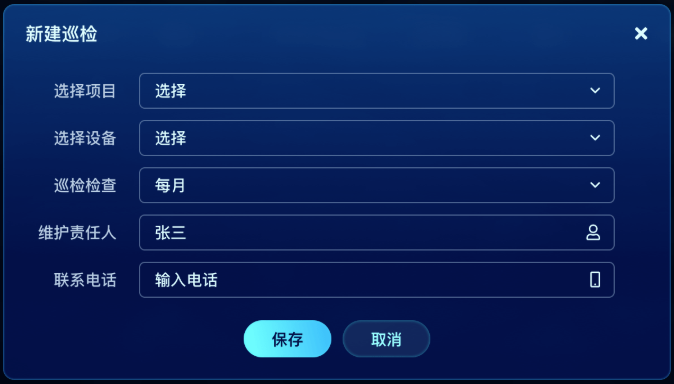 新建巡检
选择项目 选择
选择设备 选择
巡检检查 每月
维护责任人 张三
联系电话 输入电话
保存 取消